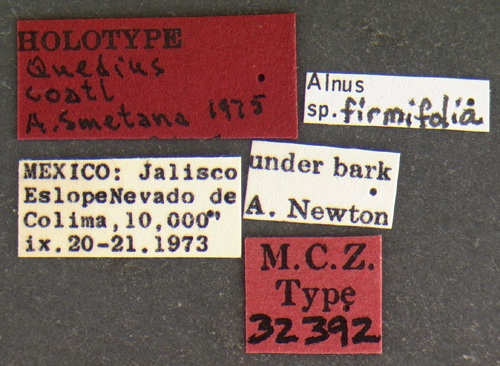 HOLOTYPE
Quedius
coatl
A. Smetana 1975
Alnus
sp. firmifolia
MEXICO: Jalisco
EslopeNevado de
Colima, 10,000"
ix.20-21.1973
under bark
A. Newton
M.C.Z.
Type
32392